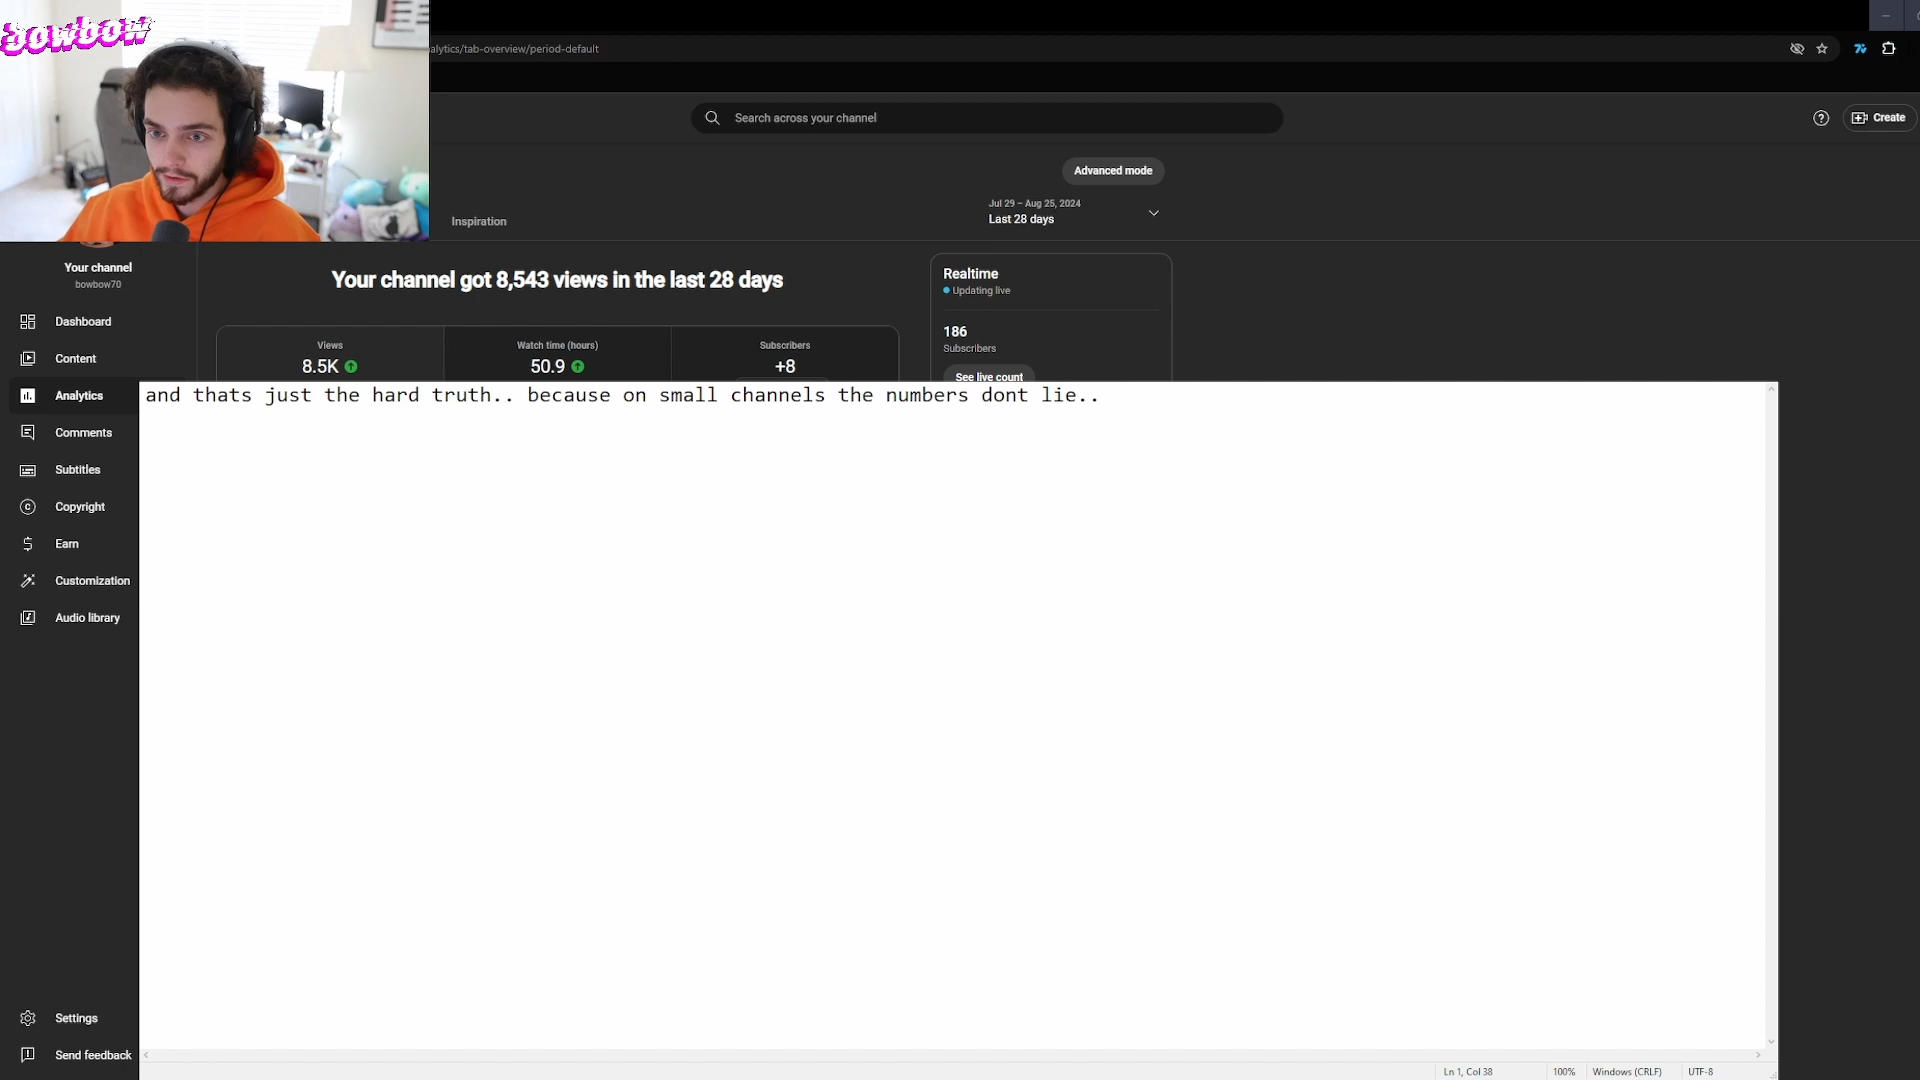 bowbow
alytics/tab-overview/period-default
Search across your channel
Create
Advanced mode
Jul 29 – Aug 25, 2024
Last 28 days
Inspiration
Your channel
bowbow70
Your channel got 8,543 views in the last 28 days
Realtime
Updating live
186
Subscribers
See live count
Views
8.5K
Watch time (hours)
50.9
Subscribers
+8
Dashboard
Content
Analytics
Comments
Subtitles
Copyright
Earn
Customization
Audio library
Settings
Send feedback
and thats just the hard truth.. because on small channels the numbers dont lie..
Ln 1, Col 38
100%
Windows (CRLF)
UTF-8